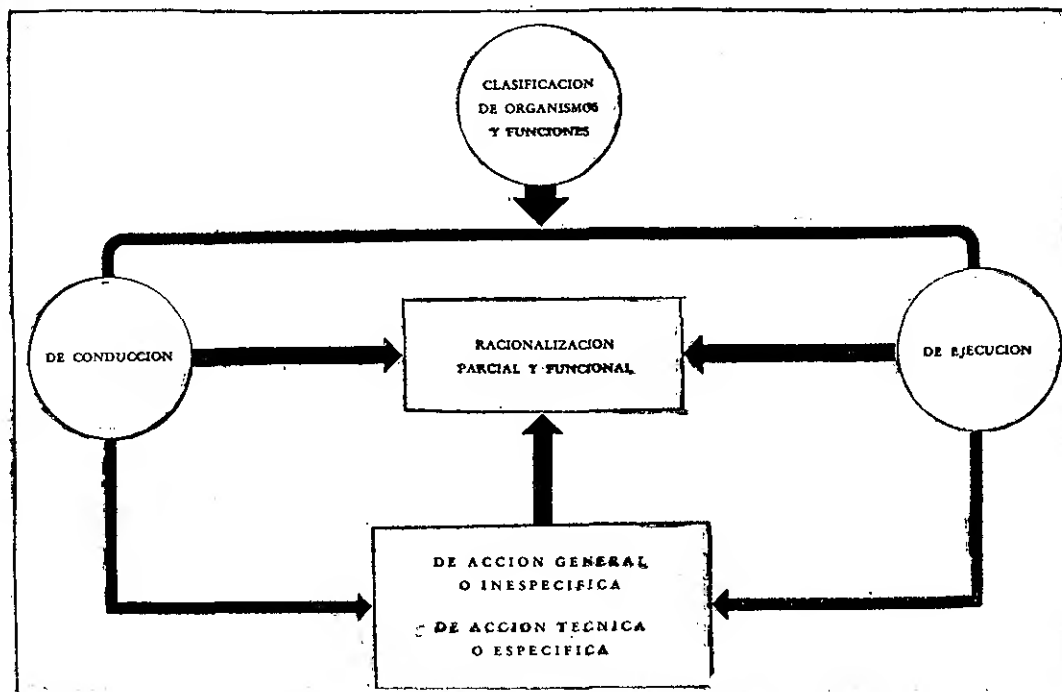 CLASIFICACION
DE ORGANISMOS
Y FUNCIONES
DE CONDUCCION
RACIONALIZACION
PARCIAL Y FUNCIONAL
DE EJECUCION
DE ACCION GENERAL
O INESPECIFICA
DE ACCION TECNICA
O ESPECIFICA